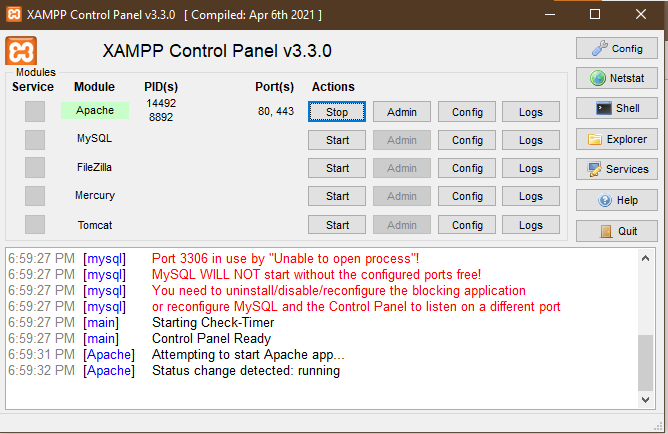 XAMPP Control Panel v3.3.0 [ Compiled: Apr 6th 2021 ]
XAMPP Control Panel v3.3.0
Config
Modules
Service Module PID(s) Port(s) Actions
Netstat
Apache 14492 8892 80, 443 Stop Admin Config Logs
Shell
MySQL Start Admin Config Logs
Explorer
FileZilla Start Admin Config Logs
Services
Mercury Start Admin Config Logs
Help
Tomcat Start Admin Config Logs
Quit
6:59:27 PM [mysql] Port 3306 in use by "Unable to open process"!
6:59:27 PM [mysql] MySQL WILL NOT start without the configured ports free!
6:59:27 PM [mysql] You need to uninstall/disable/reconfigure the blocking application
6:59:27 PM [mysql] or reconfigure MySQL and the Control Panel to listen on a different port
6:59:27 PM [main] Starting Check-Timer
6:59:27 PM [main] Control Panel Ready
6:59:31 PM [Apache] Attempting to start Apache app...
6:59:32 PM [Apache] Status change detected: running